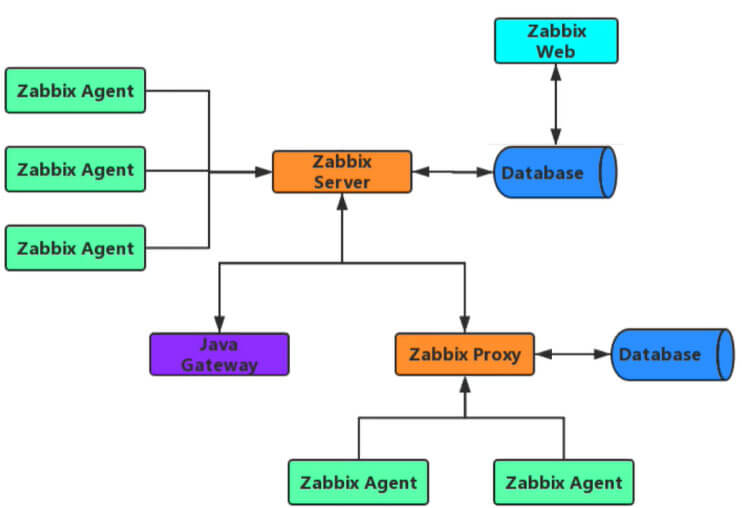 Zabbix
Web
Zabbix Agent
Zabbix Agent
Zabbix
Server
Database
Zabbix Agent
Java
Gateway
Zabbix Proxy
Database
Zabbix Agent
Zabbix Agent